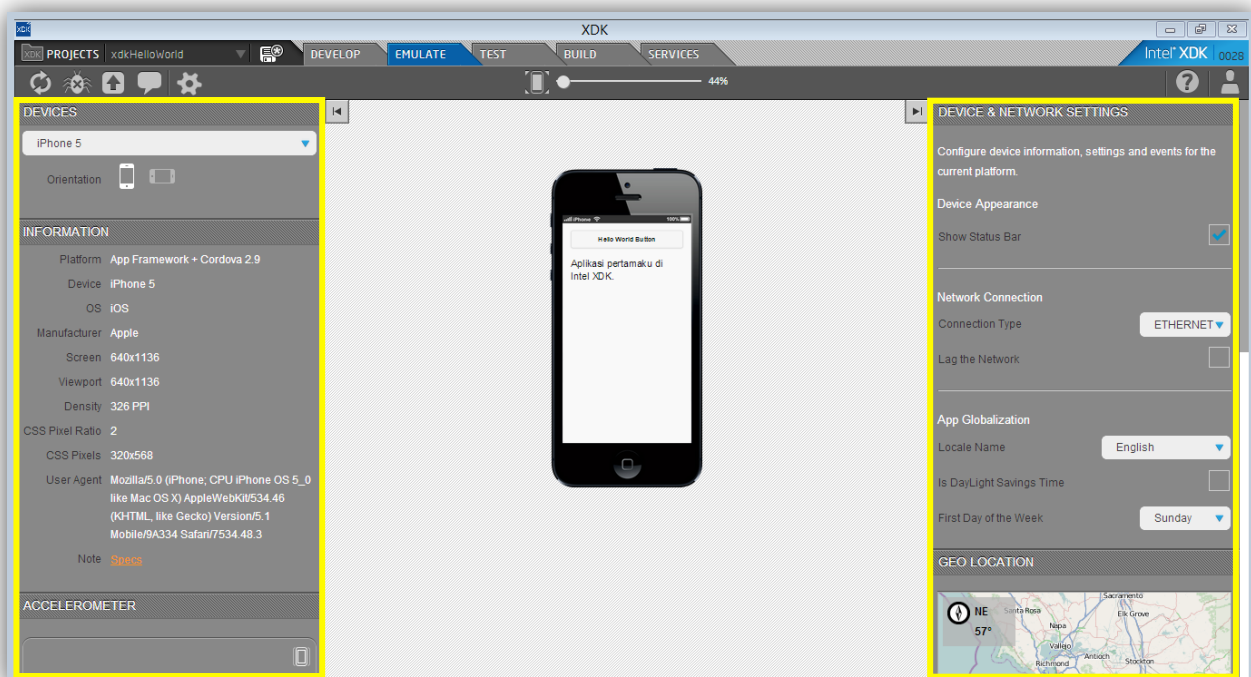 XDK
XDK
XDK PROJECTS xdkHelloWorld DEVELOP EMULATE TEST BUILD SERVICES Intel® XDK 0028
44%
DEVICES
iPhone 5
Orientation
INFORMATION
Platform App Framework + Cordova 2.9
Device iPhone 5
OS iOS
Manufacturer Apple
Screen 640x1136
Viewport 640x1136
Density 326 PPI
CSS Pixel Ratio 2
CSS Pixels 320x568
User Agent Mozilla/5.0 (iPhone; CPU iPhone OS 5_0
like Mac OS X) AppleWebKit/534.46
(KHTML, like Gecko) Version/5.1
Mobile/9A334 Safari/7534.48.3
Note Specs
ACCELEROMETER
iPhone 100%
Hello World Button
Aplikasi pertamaku di
Intel XDK.
DEVICE & NETWORK SETTINGS
Configure device information, settings and events for the
current platform.
Device Appearance
Show Status Bar
Network Connection
Connection Type ETHERNET
Lag the Network
App Globalization
Locale Name English
Is DayLight Savings Time
First Day of the Week Sunday
GEO LOCATION
NE
57°
Sacramento
Santa Rosa
Elk Grove
Napa
Vallejo
Antioch
Stockton
Richmond